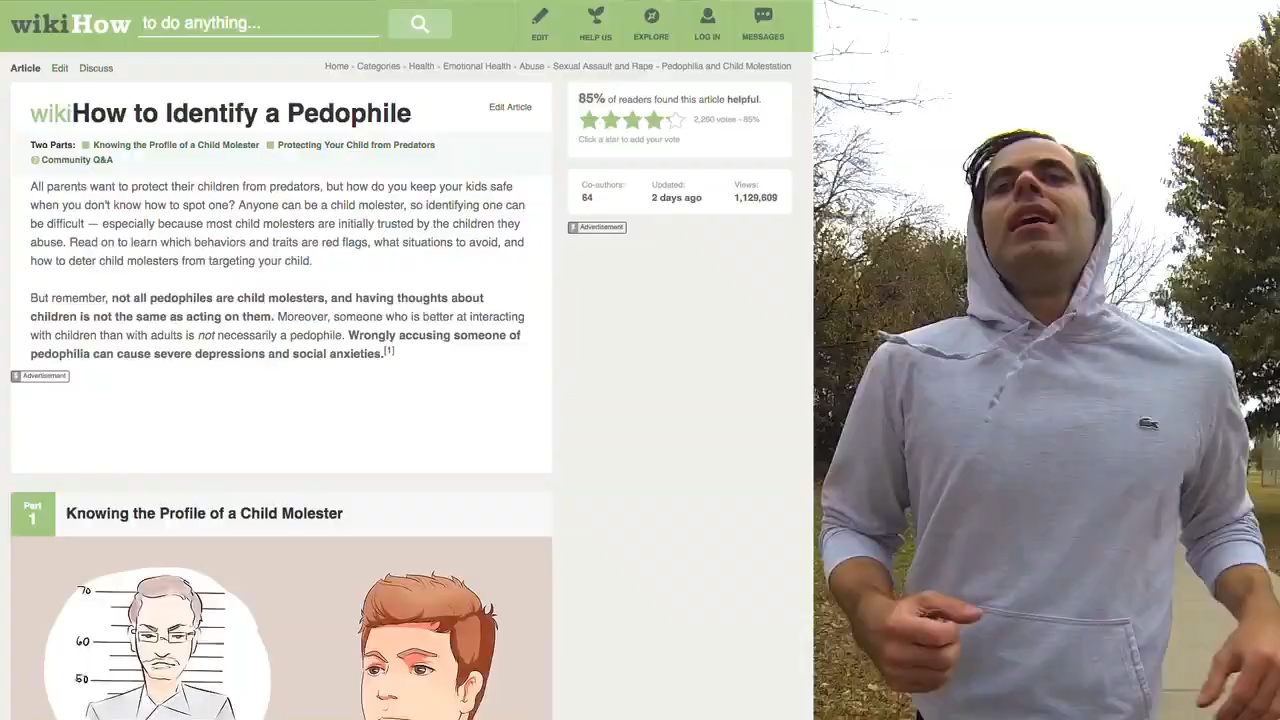 wikiHow to do anything...
EDIT
HELP US
EXPLORE
LOG IN
MESSAGES
Article Edit Discuss
Home » Categories » Health » Emotional Health » Abuse » Sexual Assault and Rape » Pedophilia and Child Molestation
wikiHow to Identify a Pedophile
Edit Article
Two Parts: Knowing the Profile of a Child Molester Protecting Your Child from Predators
Community Q&A
All parents want to protect their children from predators, but how do you keep your kids safe
when you don't know how to spot one? Anyone can be a child molester, so identifying one can
be difficult — especially because most child molesters are initially trusted by the children they
abuse. Read on to learn which behaviors and traits are red flags, what situations to avoid, and
how to deter child molesters from targeting your child.
But remember, not all pedophiles are child molesters, and having thoughts about
children is not the same as acting on them. Moreover, someone who is better at interacting
with children than with adults is not necessarily a pedophile. Wrongly accusing someone of
pedophilia can cause severe depressions and social anxieties.[1]
Advertisement
85% of readers found this article helpful.
2,260 votes - 85%
Click a star to add your vote
Co-authors: Updated: Views:
64 2 days ago 1,129,609
Advertisement
Part
1
Knowing the Profile of a Child Molester
70
60
50